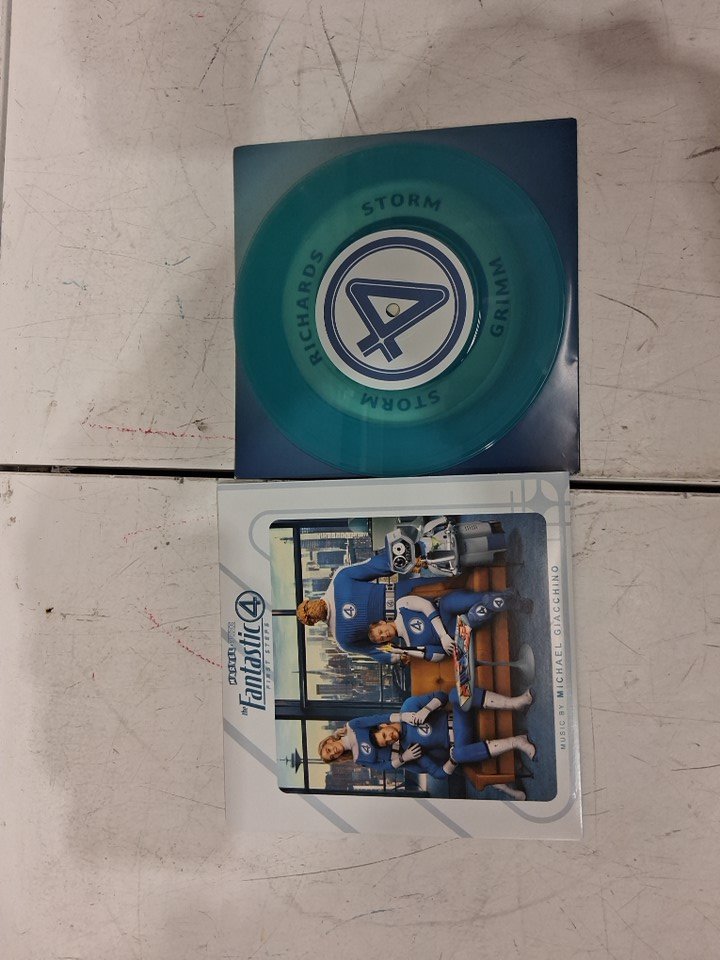 STORM
GRIMM
STORM
RICHARDS
4
MARVEL STUDIOS
the Fantastic 4
FIRST STEPS
MUSIC BY MICHAEL GIACCHINO